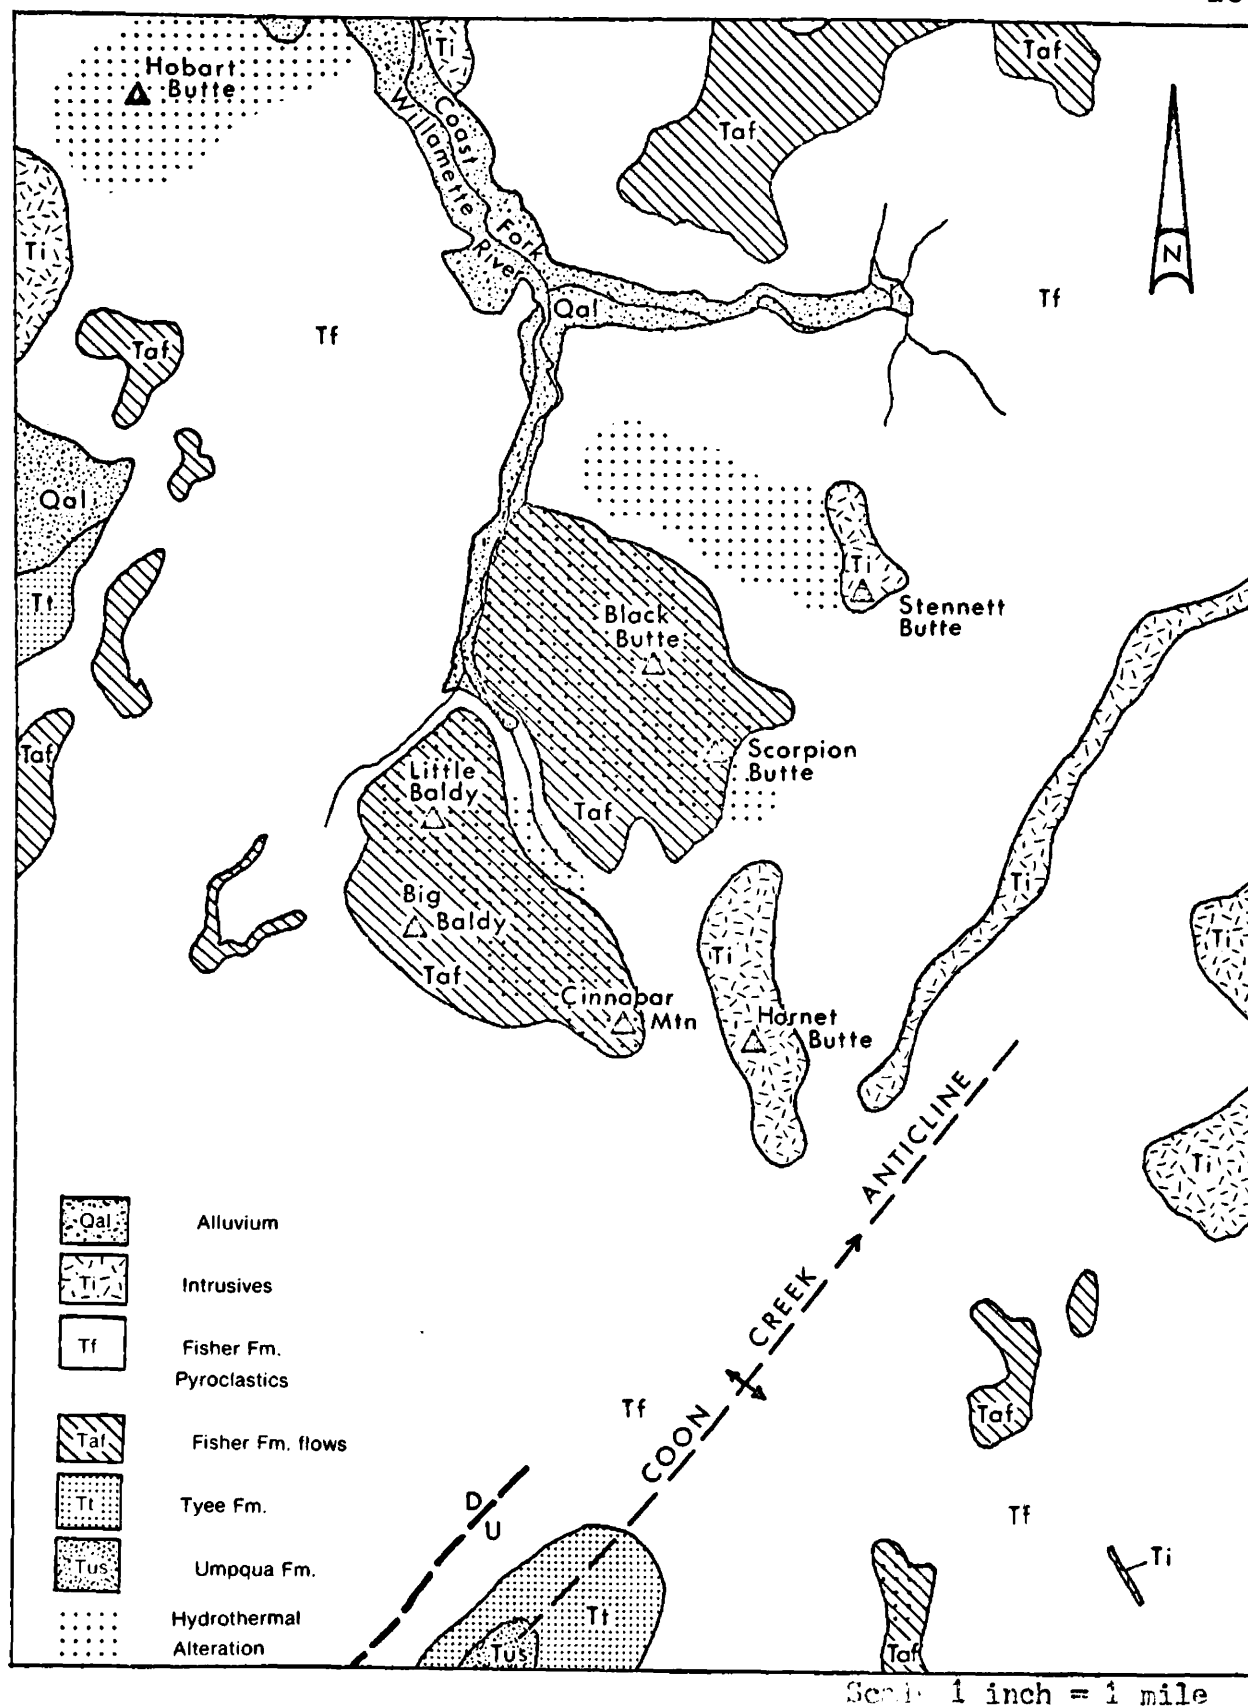 Hobart
Butte
Ti
Taf
Taf
Coast
Fork
Willamette
River
N
Ti
Tf
Qal
Tf
Taf
Qal
Tt
Ti
Stennett
Butte
Black
Butte
Scorpion
Butte
Taf
Little
Baldy
Taf
Big
Baldy
Taf
Cinnabar
Mtn
Ti
Hornet
Butte
Ti
Ti
Ti
COON CREEK ANTICLINE
Qal Alluvium
Ti Intrusives
Tf Fisher Fm.
Pyroclastics
Taf Fisher Fm. flows
Tt Tyee Fm.
Tus Umpqua Fm.
Hydrothermal
Alteration
Tf
D
U
Taf
Tf
Ti
Tt
Tus
Taf
Scale 1 inch = 1 mile